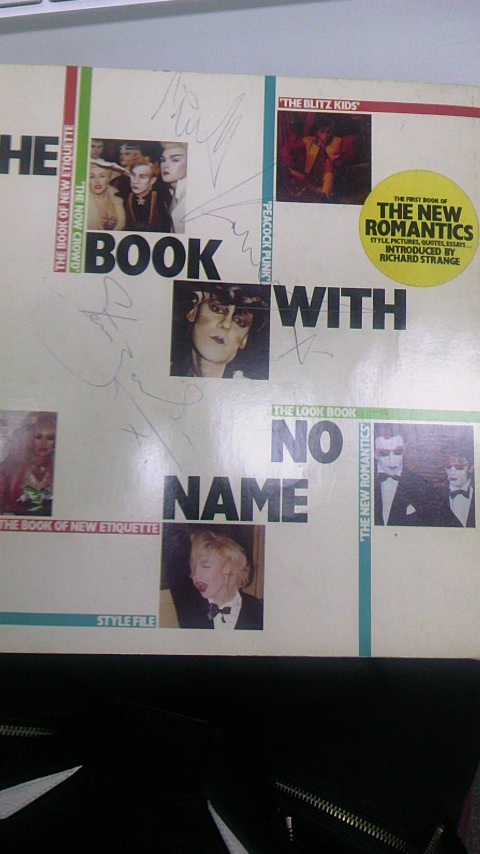 'THE BLITZ KIDS'
HE
THE BOOK OF NEW ETIQUETTE
'THE NOW CROWD'
'PEACOCK PUNK'
THE FIRST BOOK OF
THE NEW
ROMANTICS
STYLE, PICTURES, QUOTES, ESSAYS...
INTRODUCED BY
RICHARD STRANGE
BOOK
WITH
THE LOOK BOOK
NO
'THE NEW ROMANTICS'
NAME
THE BOOK OF NEW ETIQUETTE
STYLE FILE